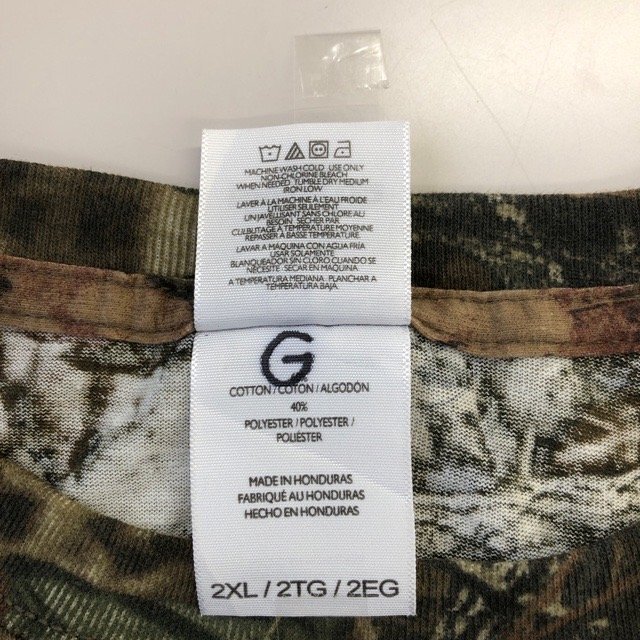 MACHINE WASH COLD USE ONLY
NON-CHLORINE BLEACH
WHEN NEEDED TUMBLE DRY MEDIUM
IRON LOW
LAVER À LA MACHINE À L'EAU FROIDE
UTILISER SEULEMENT
UN JAVELLISANT SANS CHLORE AU
BESOIN. SÉCHER PAR
CULBUTAGE À TEMPÉRATURE MOYENNE
REPASSER À BASSE TEMPERATURE.
LAVAR A MAQUINA CON AGUA FRÍA
USAR SOLAMENTE
BLANQUEADOR SIN CLORO CUANDO SE
NECESITE. SECAR EN MAQUINA
A TEMPERATURA MEDIANA PLANCHAR A
TEMPERATURA BAJA.
G
COTTON / COTON / ALGODÓN
40%
POLYESTER / POLYESTER /
POLIÉSTER
MADE IN HONDURAS
FABRIQUÉ AU HONDURAS
HECHO EN HONDURAS
2XL / 2TG / 2EG